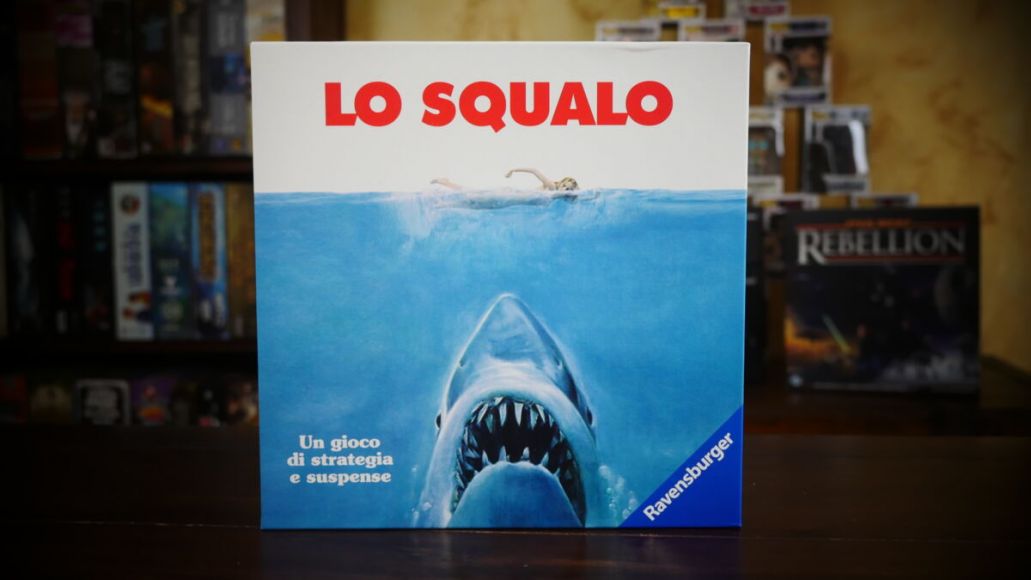 LO SQUALO
Un gioco
di strategia
e suspense
Ravensburger
REBELLION